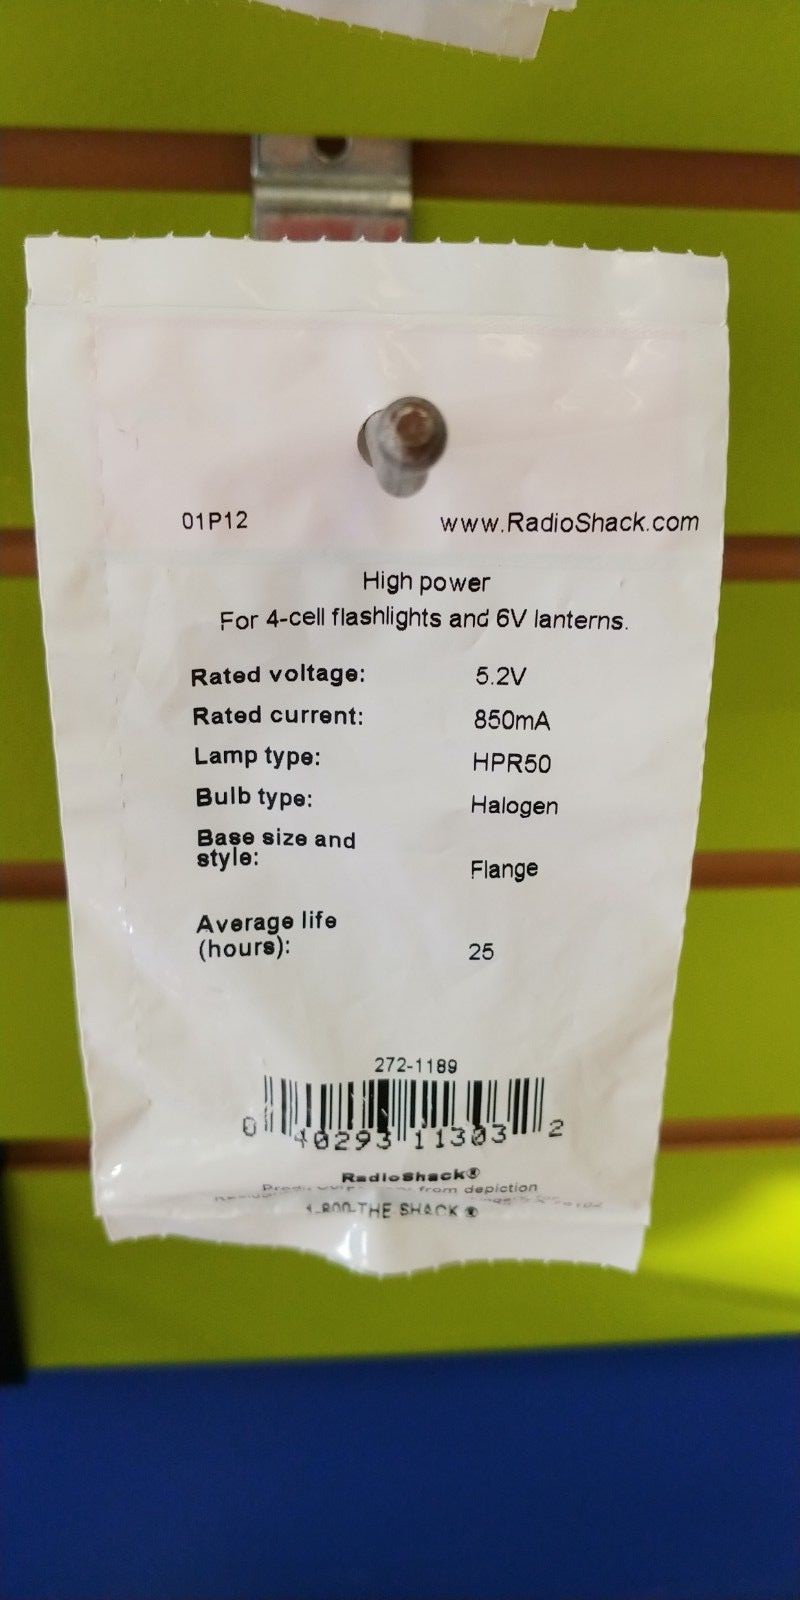 01P12 www.RadioShack.com
High power
For 4-cell flashlights and 6V lanterns.
Rated voltage: 5.2V
Rated current: 850mA
Lamp type: HPR50
Bulb type: Halogen
Base size and
style: Flange
Average life
(hours): 25
272-1189
0 40293 11303 2
RadioShack®
from depiction
1-800-THE SHACK ®